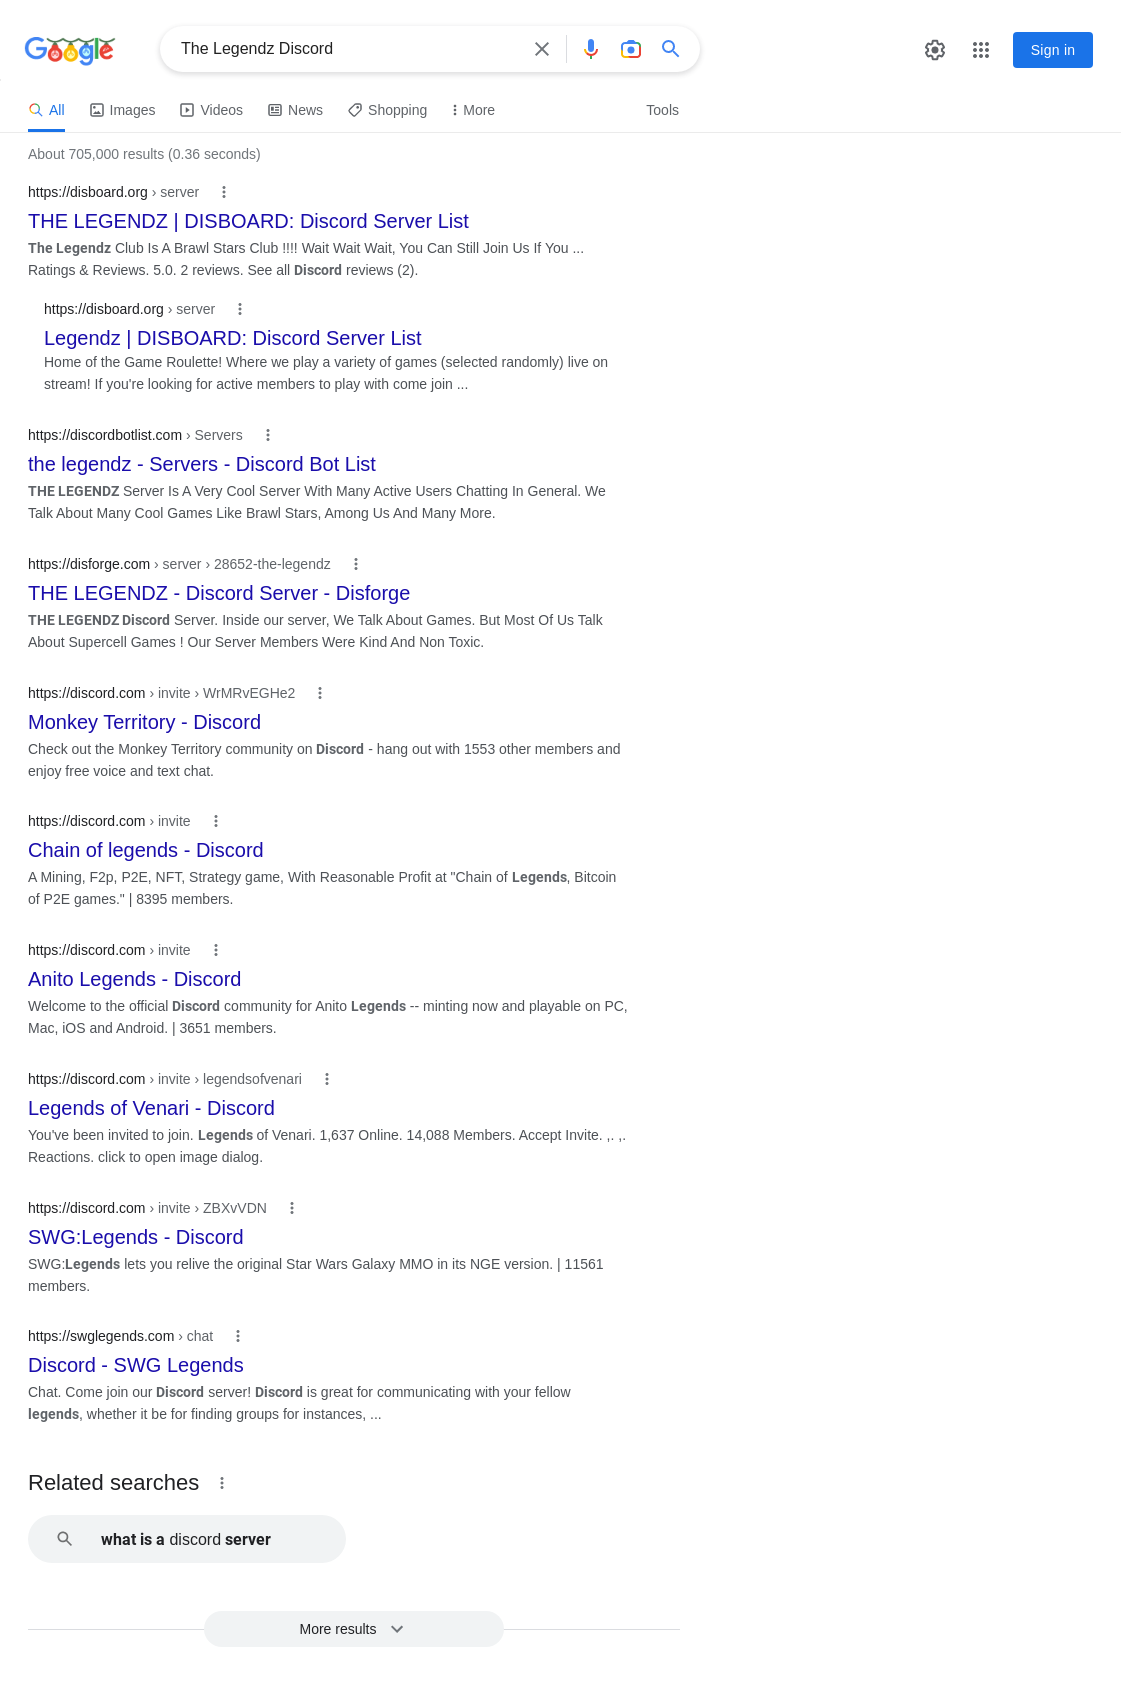 Google
The Legendz Discord
Sign in
All Images Videos News Shopping More Tools
About 705,000 results (0.36 seconds)
https://disboard.org › server
THE LEGENDZ | DISBOARD: Discord Server List
The Legendz Club Is A Brawl Stars Club !!!! Wait Wait Wait, You Can Still Join Us If You ...
Ratings & Reviews. 5.0. 2 reviews. See all Discord reviews (2).
https://disboard.org › server
Legendz | DISBOARD: Discord Server List
Home of the Game Roulette! Where we play a variety of games (selected randomly) live on
stream! If you're looking for active members to play with come join ...
https://discordbotlist.com › Servers
the legendz - Servers - Discord Bot List
THE LEGENDZ Server Is A Very Cool Server With Many Active Users Chatting In General. We
Talk About Many Cool Games Like Brawl Stars, Among Us And Many More.
https://disforge.com › server › 28652-the-legendz
THE LEGENDZ - Discord Server - Disforge
THE LEGENDZ Discord Server. Inside our server, We Talk About Games. But Most Of Us Talk
About Supercell Games ! Our Server Members Were Kind And Non Toxic.
https://discord.com › invite › WrMRvEGHe2
Monkey Territory - Discord
Check out the Monkey Territory community on Discord - hang out with 1553 other members and
enjoy free voice and text chat.
https://discord.com › invite
Chain of legends - Discord
A Mining, F2p, P2E, NFT, Strategy game, With Reasonable Profit at "Chain of Legends, Bitcoin
of P2E games." | 8395 members.
https://discord.com › invite
Anito Legends - Discord
Welcome to the official Discord community for Anito Legends -- minting now and playable on PC,
Mac, iOS and Android. | 3651 members.
https://discord.com › invite › legendsofvenari
Legends of Venari - Discord
You've been invited to join. Legends of Venari. 1,637 Online. 14,088 Members. Accept Invite. ,. ,.
Reactions. click to open image dialog.
https://discord.com › invite › ZBXvVDN
SWG:Legends - Discord
SWG:Legends lets you relive the original Star Wars Galaxy MMO in its NGE version. | 11561
members.
https://swglegends.com › chat
Discord - SWG Legends
Chat. Come join our Discord server! Discord is great for communicating with your fellow
legends, whether it be for finding groups for instances, ...
Related searches
what is a discord server
More results